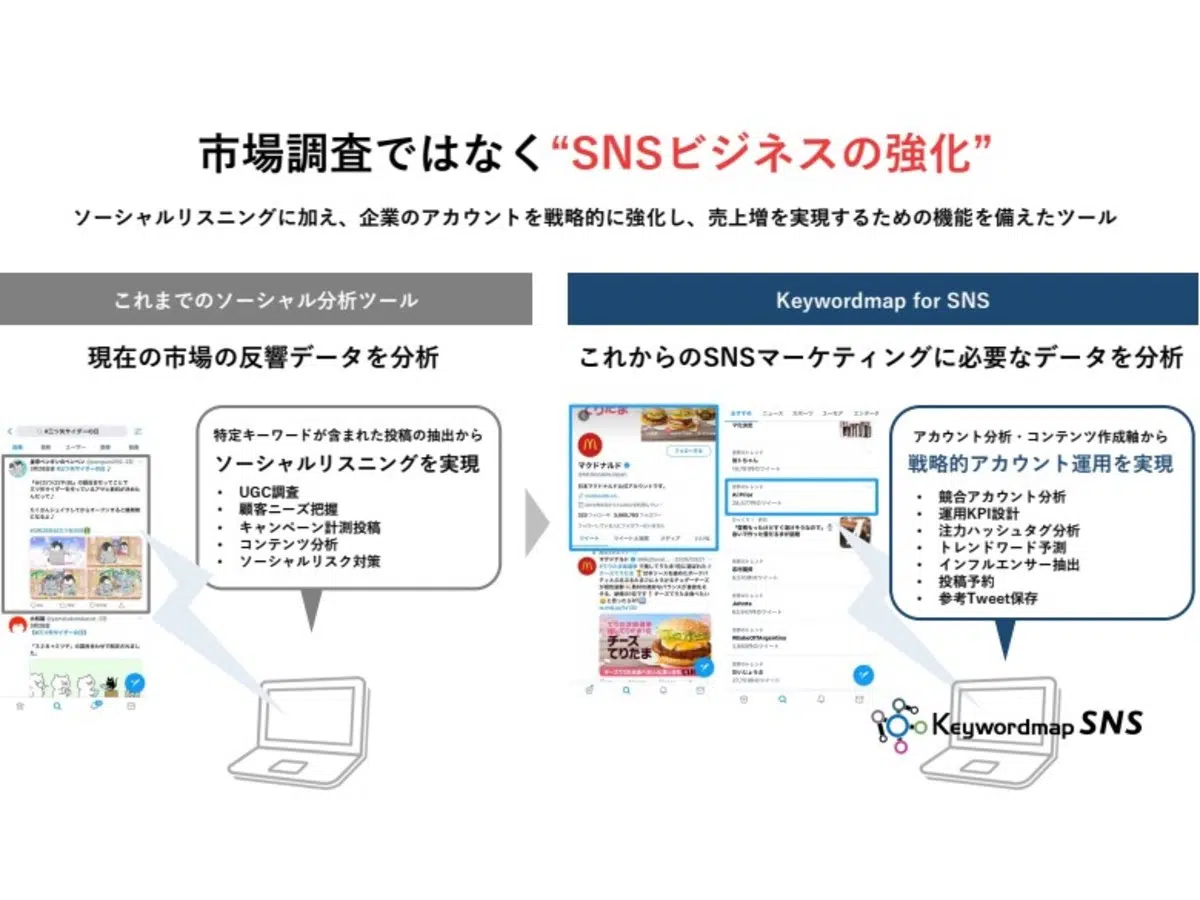 市場調査ではなく“SNSビジネスの強化”
ソーシャルリスニングに加え、企業のアカウントを戦略的に強化し、売上増を実現するための機能を備えたツール
これまでのソーシャル分析ツール
現在の市場の反響データを分析
#三ツ矢サイダーの日
特定キーワードが含まれた投稿の抽出から
ソーシャルリスニングを実現
• UGC調査
• 顧客ニーズ把握
• キャンペーン計測投稿
• コンテンツ分析
• ソーシャルリスク対策
Keywordmap for SNS
これからのSNSマーケティングに必要なデータを分析
てりたま
マクドナルド
おすすめ ニュース スポーツ
チーズ
てりたま
アカウント分析・コンテンツ作成軸から
戦略的アカウント運用を実現
• 競合アカウント分析
• 運用KPI設計
• 注力ハッシュタグ分析
• トレンドワード予測
• インフルエンサー抽出
• 投稿予約
• 参考Tweet保存
Keywordmap SNS